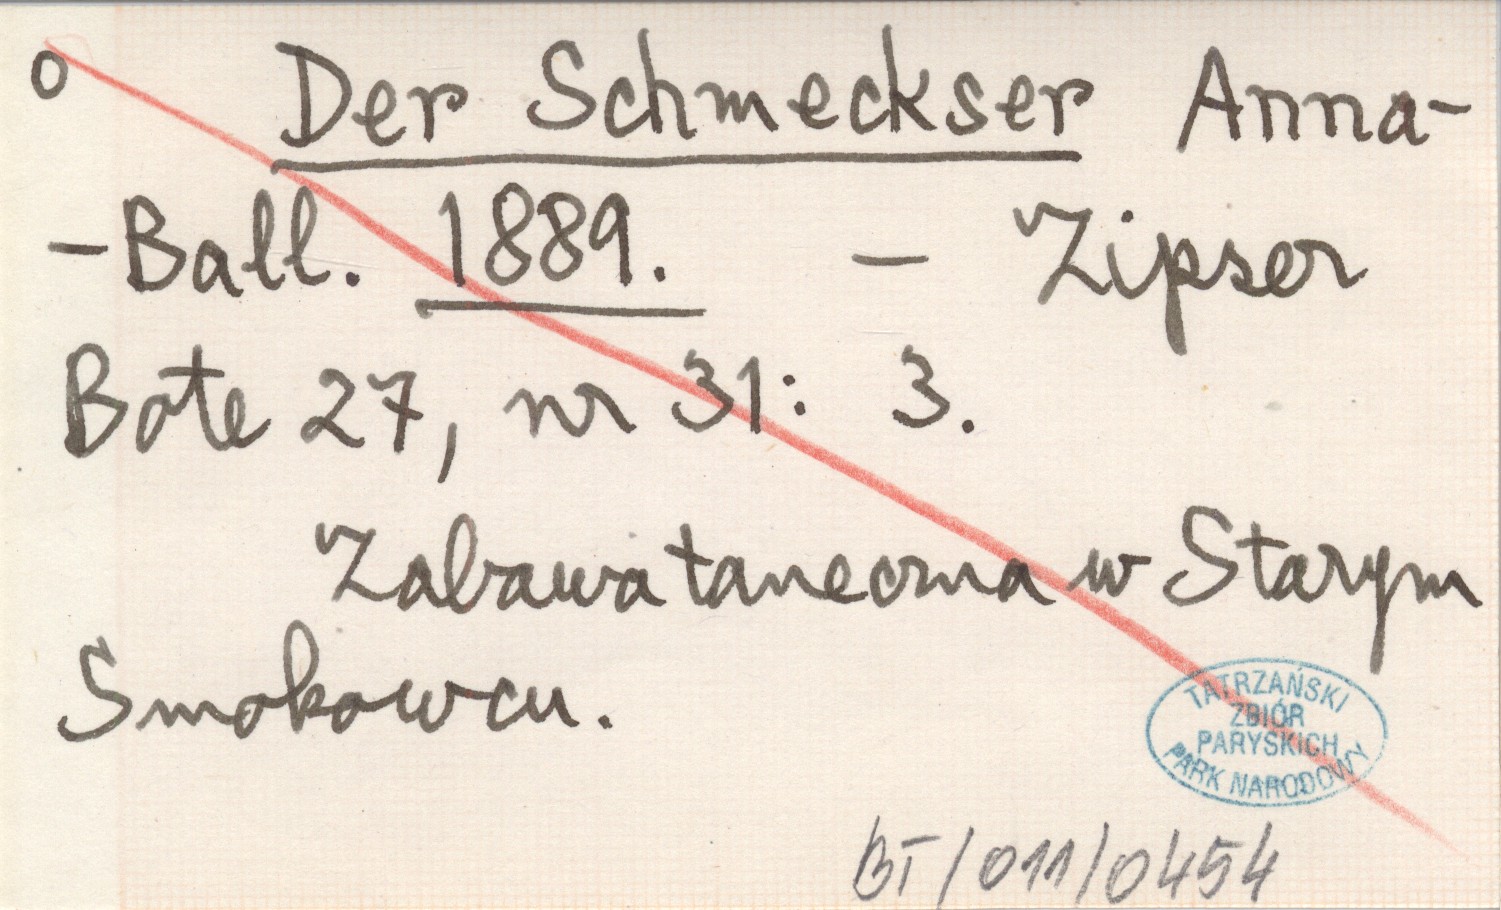 o Der Schmeckser Anna-
-Ball. 1889. - Zipser
Bote 27, nr 31: 3.
Zabawa taneczna w Starym
Smokowcu.
TATRZAŃSKI
ZBIÓR
PARYSKICH
PARK NARODOWY
BT/011/0454